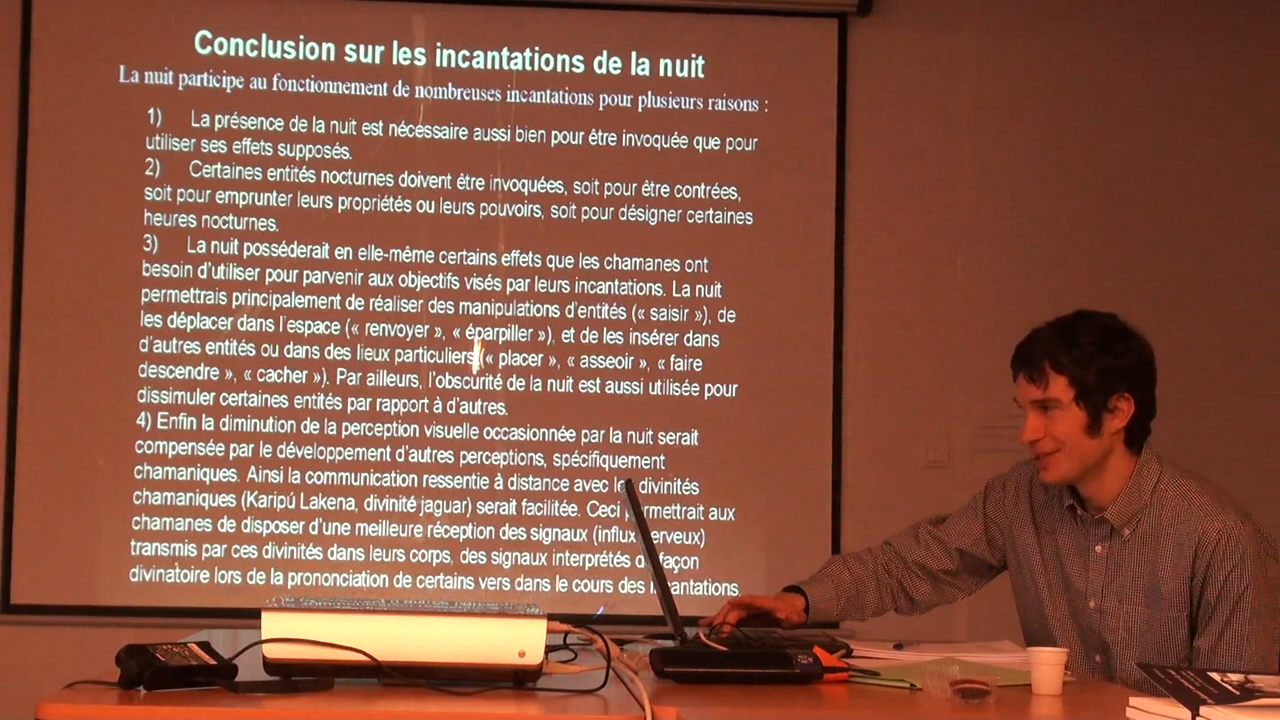 Conclusion sur les incantations de la nuit
La nuit participe au fonctionnement de nombreuses incantations pour plusieurs raisons :
1) La présence de la nuit est nécessaire aussi bien pour être invoquée que pour
utiliser ses effets supposés.
2) Certaines entités nocturnes doivent être invoquées, soit pour être contrées,
soit pour emprunter leurs propriétés ou leurs pouvoirs, soit pour désigner certaines
heures nocturnes.
3) La nuit posséderait en elle-même certains effets que les chamanes ont
besoin d'utiliser pour parvenir aux objectifs visés par leurs incantations. La nuit
permettrais principalement de réaliser des manipulations d'entités (« saisir »), de
les déplacer dans l'espace (« renvoyer », « éparpiller »), et de les insérer dans
d'autres entités ou dans des lieux particuliers (« placer », « asseoir », « faire
descendre », « cacher »). Par ailleurs, l'obscurité de la nuit est aussi utilisée pour
dissimuler certaines entités par rapport à d'autres.
4) Enfin la diminution de la perception visuelle occasionnée par la nuit serait
compensée par le développement d'autres perceptions, spécifiquement
chamaniques. Ainsi la communication ressentie à distance avec les divinités
chamaniques (Karipú Lakena, divinité jaguar) serait facilitée. Ceci permettrait aux
chamanes de disposer d'une meilleure réception des signaux (influx nerveux)
transmis par ces divinités dans leurs corps, des signaux interprétés de façon
divinatoire lors de la prononciation de certains vers dans le cours des incantations.